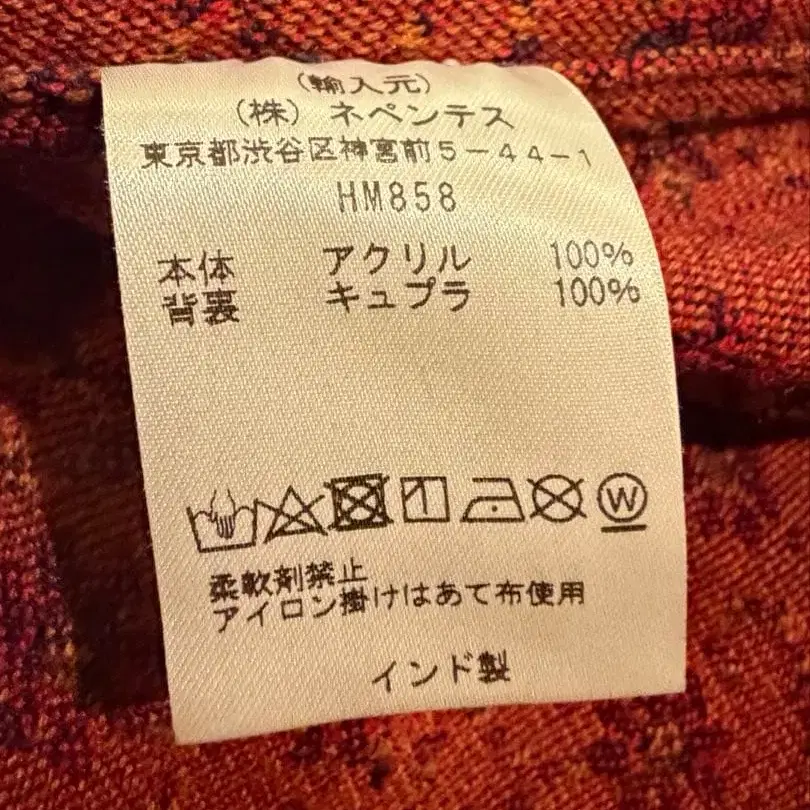 (輸入元)
(株) ネペンテス
東京都渋谷区神宮前5-44-1
HM858
本体 アクリル 100%
背裏 キュプラ 100%
W
柔軟剤禁止
アイロン掛けはあて布使用
インド製